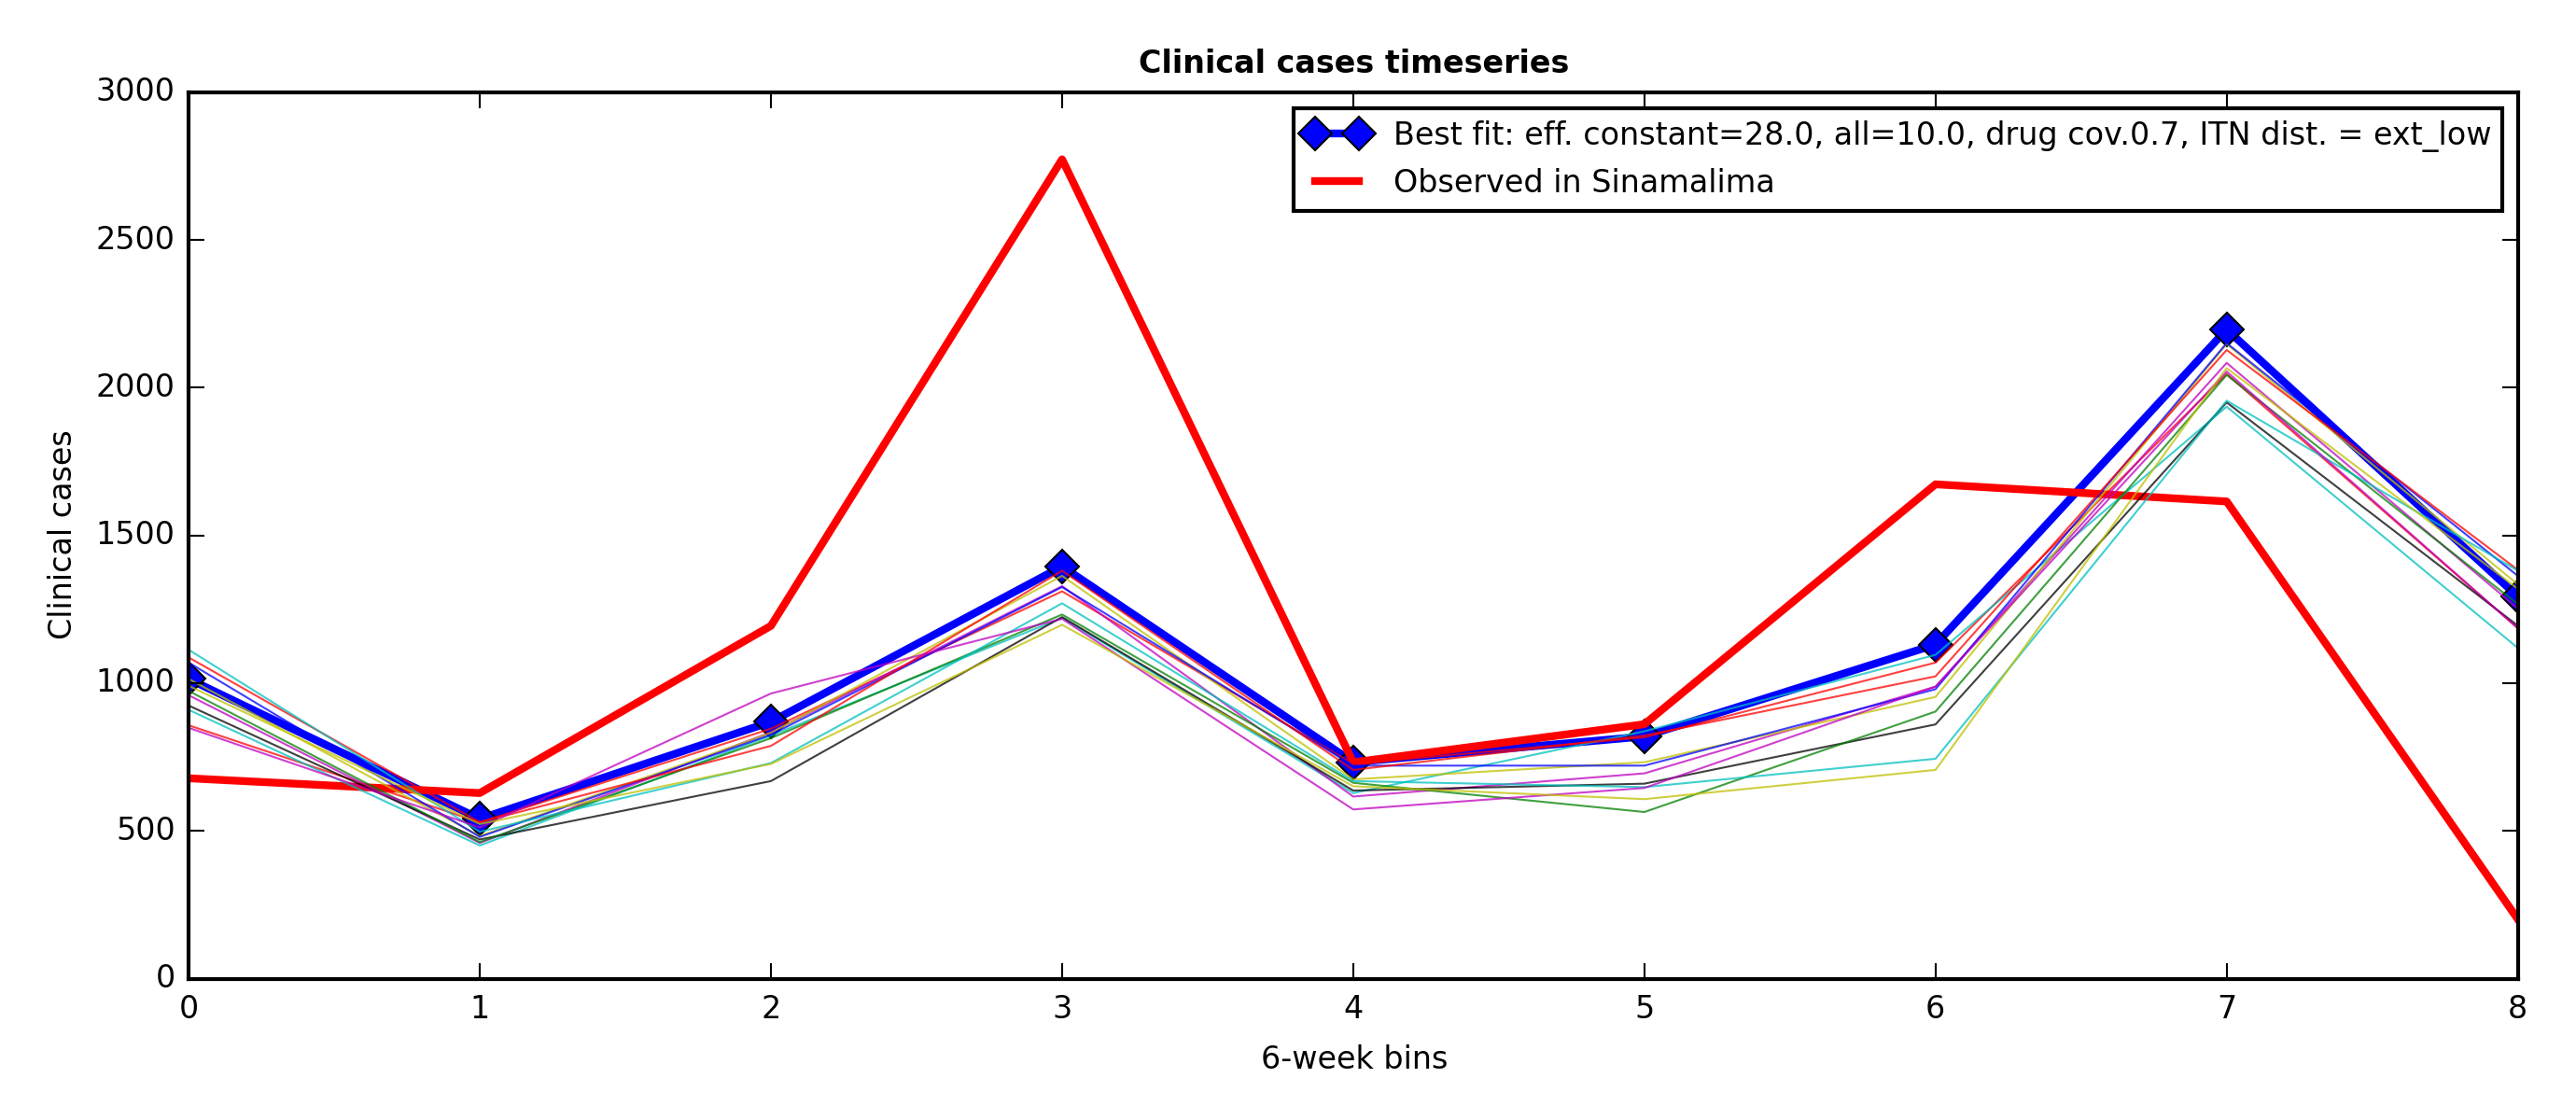 Clinical cases timeseries
3000
2500
2000
1500
1000
500
0
Clinical cases
Best fit: eff. constant=28.0, all=10.0, drug cov.0.7, ITN dist. = ext_low
Observed in Sinamalima
0 1 2 3 4 5 6 7 8
6-week bins